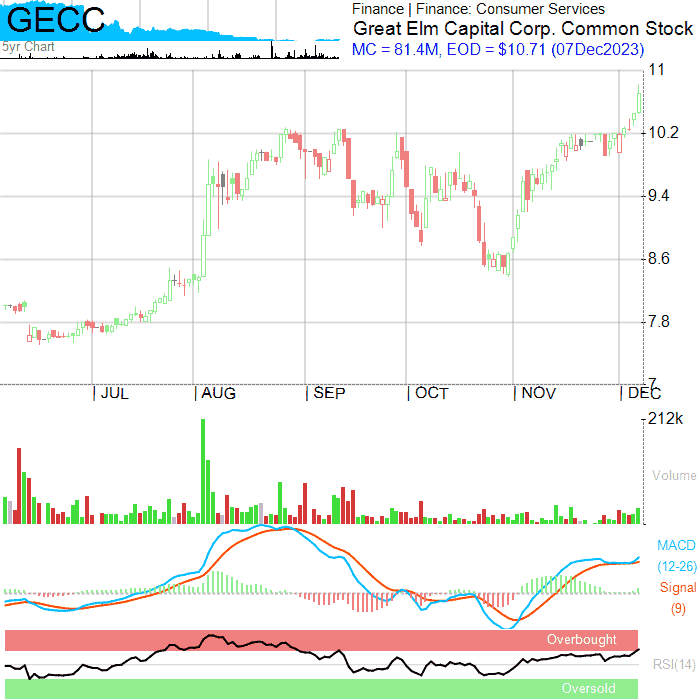 GECC
5yr Chart
Finance | Finance: Consumer Services
Great Elm Capital Corp. Common Stock
MC = 81.4M, EOD = $10.71 (07Dec2023)
11
10.2
9.4
8.6
7.8
7
JUL AUG SEP OCT NOV DEC
212k
Volume
MACD
(12-26)
Signal
(9)
Overbought
RSI(14)
Oversold